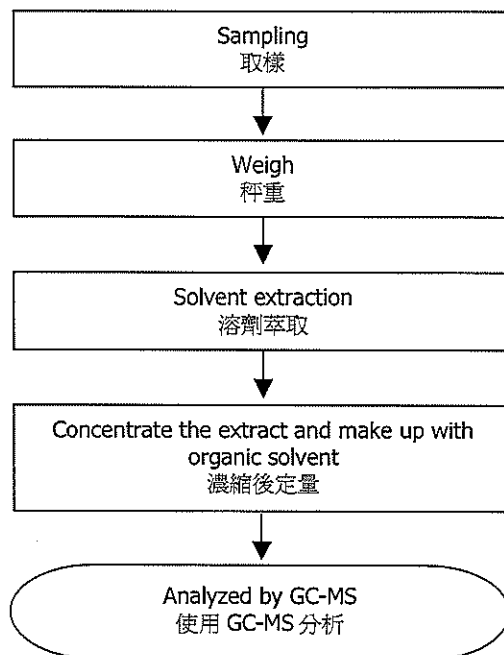 Sampling
取樣
Weigh
秤重
Solvent extraction
溶劑萃取
Concentrate the extract and make up with
organic solvent
濃縮後定量
Analyzed by GC-MS
使用 GC-MS 分析